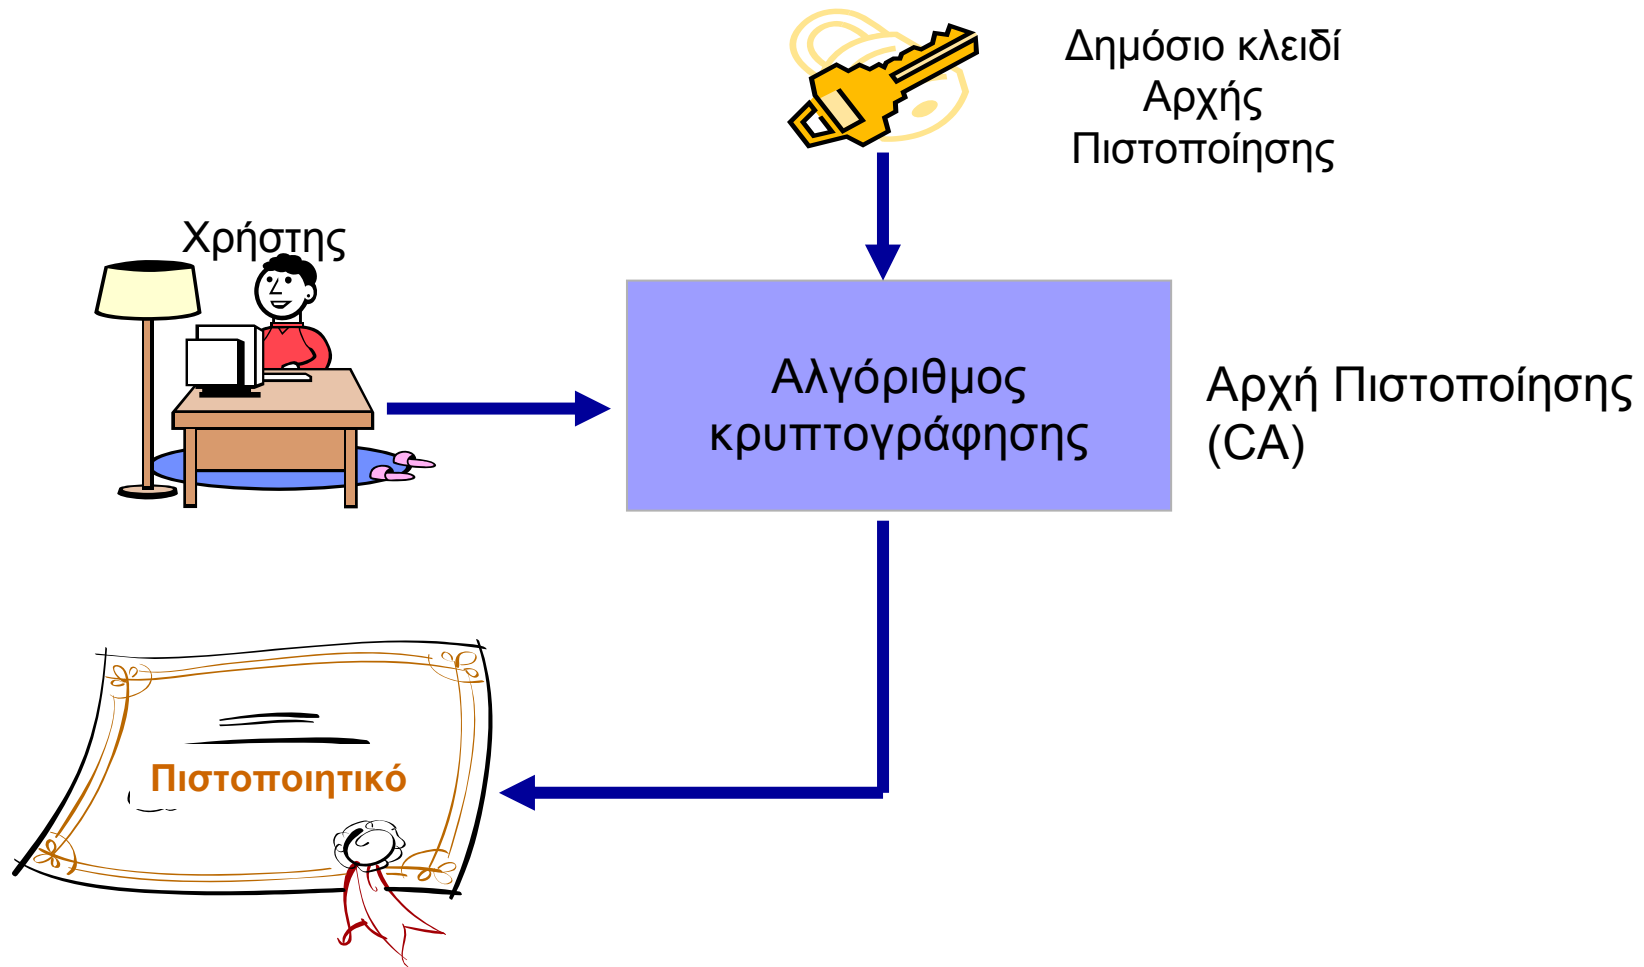 Δημόσιο κλειδί
Αρχής
Πιστοποίησης
Χρήστης
Αλγόριθμος
κρυπτογράφησης
Αρχή Πιστοποίησης
(CA)
Πιστοποιητικό